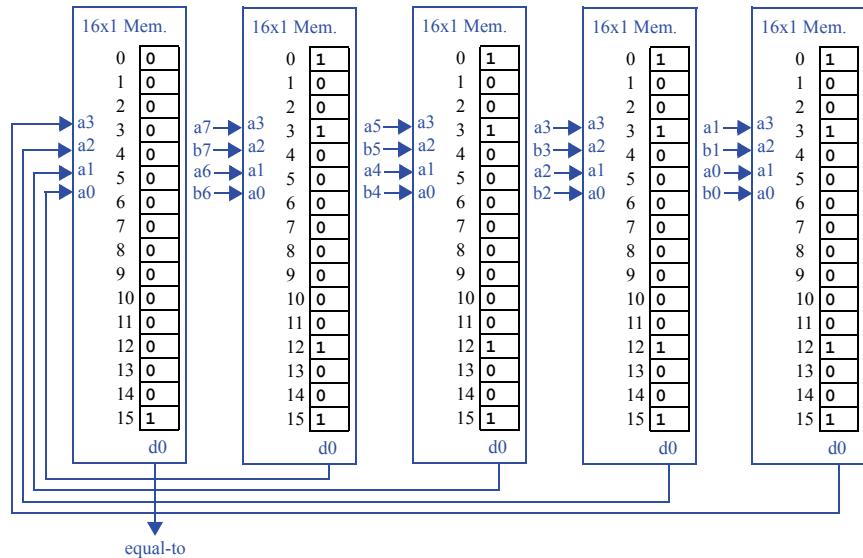 16x1 Mem. 16x1 Mem. 16x1 Mem. 16x1 Mem. 16x1 Mem.
0 0 0 1 0 1 0 1 0 1
1 0 1 0 1 0 1 0 1 0
2 0 2 0 2 0 2 0 2 0
a3 3 0 a7 a3 3 1 a5 a3 3 1 a3 a3 3 1 a1 a3 3 1
a2 4 0 b7 a2 4 0 b5 a2 4 0 b3 a2 4 0 b1 a2 4 0
a1 5 0 a6 a1 5 0 a4 a1 5 0 a2 a1 5 0 a0 a1 5 0
a0 6 0 b6 a0 6 0 b4 a0 6 0 b2 a0 6 0 b0 a0 6 0
7 0 7 0 7 0 7 0 7 0
8 0 8 0 8 0 8 0 8 0
9 0 9 0 9 0 9 0 9 0
10 0 10 0 10 0 10 0 10 0
11 0 11 0 11 0 11 0 11 0
12 0 12 1 12 1 12 1 12 1
13 0 13 0 13 0 13 0 13 0
14 0 14 0 14 0 14 0 14 0
15 1 15 1 15 1 15 1 15 1
d0 d0 d0 d0 d0
equal-to